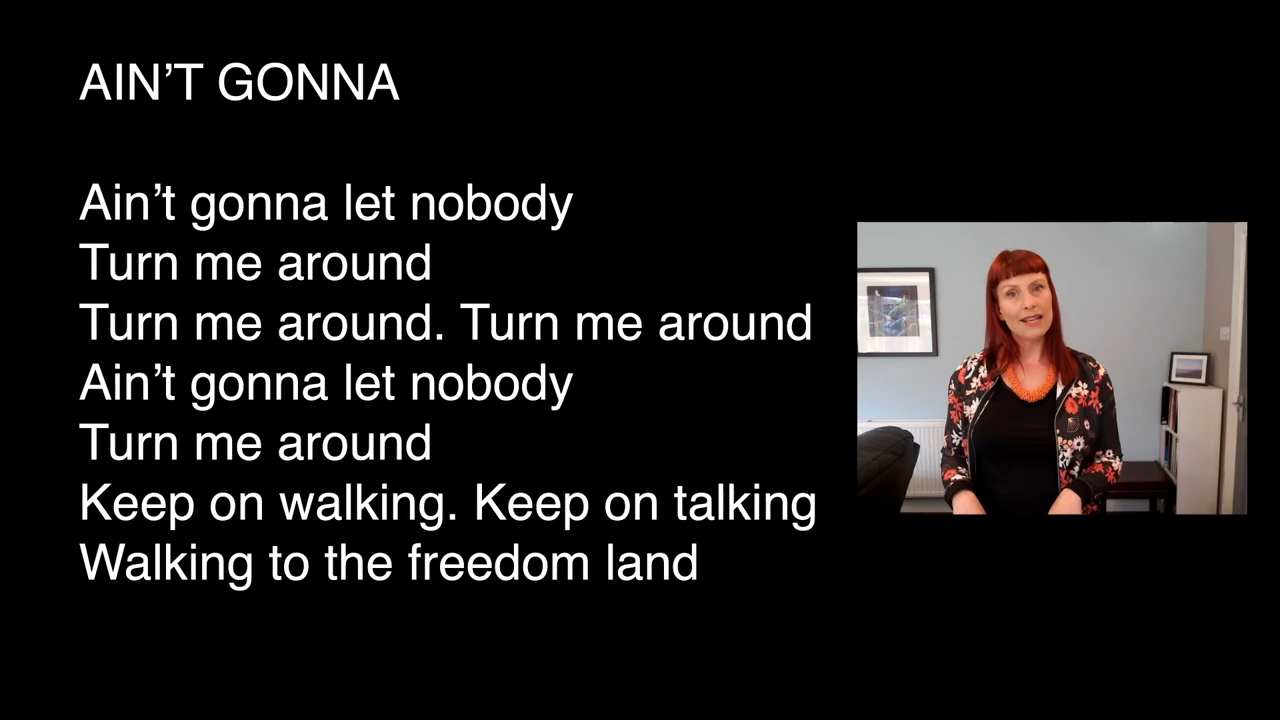 AIN’T GONNA
Ain’t gonna let nobody
Turn me around
Turn me around. Turn me around
Ain’t gonna let nobody
Turn me around
Keep on walking. Keep on talking
Walking to the freedom land